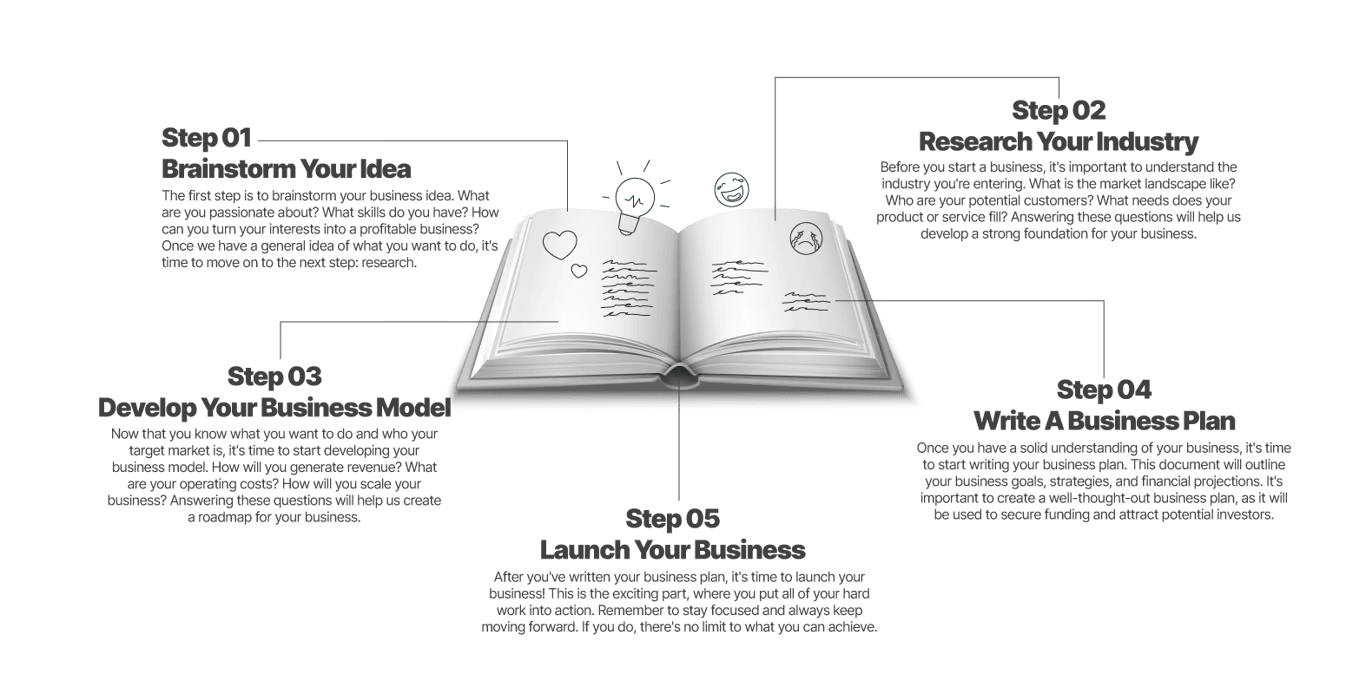 Step 01
Brainstorm Your Idea
The first step is to brainstorm your business idea. What
are you passionate about? What skills do you have? How
can you turn your interests into a profitable business?
Once we have a general idea of what you want to do, it's
time to move on to the next step: research.
Step 02
Research Your Industry
Before you start a business, it's important to understand the
industry you're entering. What is the market landscape like?
Who are your potential customers? What needs does your
product or service fill? Answering these questions will help us
develop a strong foundation for your business.
Step 03
Develop Your Business Model
Now that you know what you want to do and who your
target market is, it's time to start developing your
business model. How will you generate revenue? What
are your operating costs? How will you scale your
business? Answering these questions will help us create
a roadmap for your business.
Step 04
Write A Business Plan
Once you have a solid understanding of your business, it's time
to start writing your business plan. This document will outline
your business goals, strategies, and financial projections. It's
important to create a well-thought-out business plan, as it will
be used to secure funding and attract potential investors.
Step 05
Launch Your Business
After you've written your business plan, it's time to launch your
business! This is the exciting part, where you put all of your hard
work into action. Remember to stay focused and always keep
moving forward. If you do, there's no limit to what you can achieve.